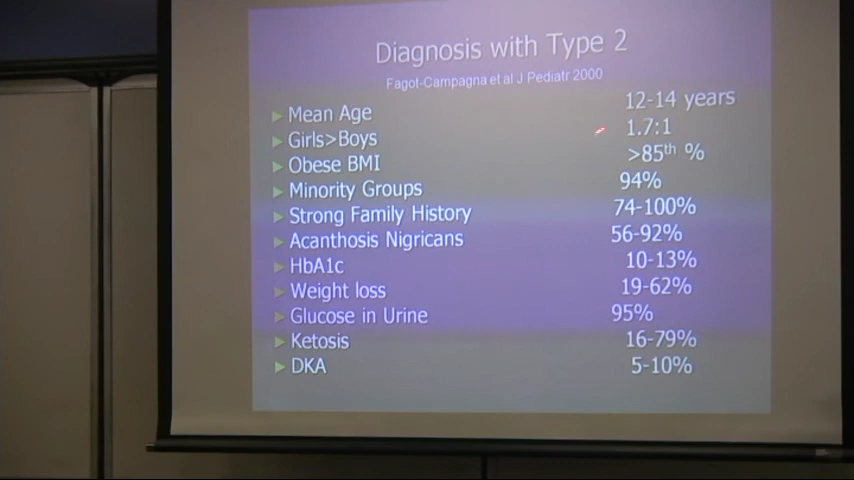 Diagnosis with Type 2
Fagot-Campagna et al J Pediatr 2000
Mean Age 12-14 years
Girls>Boys 1.7:1
Obese BMI >85th %
Minority Groups 94%
Strong Family History 74-100%
Acanthosis Nigricans 56-92%
HbA1c 10-13%
Weight loss 19-62%
Glucose in Urine 95%
Ketosis 16-79%
DKA 5-10%